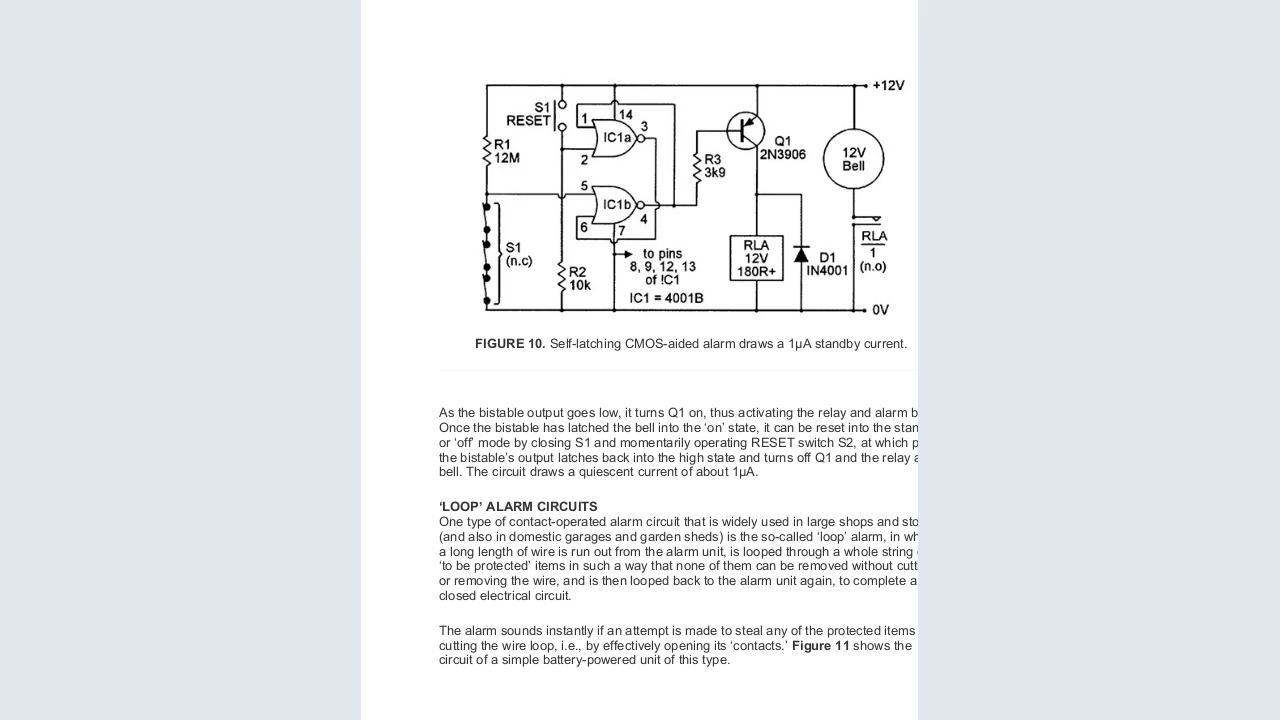 +12V
S1
RESET
14
1
3
IC1a
R1
12M
2
Q1
2N3906
12V
Bell
R3
3k9
5
IC1b
4
6
7
S1
(n.c)
RLA
1
(n.o)
RLA
12V
180R+
to pins
8, 9, 12, 13
of !C1
D1
IN4001
R2
10k
IC1 = 4001B
0V
FIGURE 10. Self-latching CMOS-aided alarm draws a 1µA standby current.
As the bistable output goes low, it turns Q1 on, thus activating the relay and alarm b
Once the bistable has latched the bell into the ‘on’ state, it can be reset into the stan
or ‘off’ mode by closing S1 and momentarily operating RESET switch S2, at which p
the bistable’s output latches back into the high state and turns off Q1 and the relay a
bell. The circuit draws a quiescent current of about 1µA.
‘LOOP’ ALARM CIRCUITS
One type of contact-operated alarm circuit that is widely used in large shops and sto
(and also in domestic garages and garden sheds) is the so-called ‘loop’ alarm, in wh
a long length of wire is run out from the alarm unit, is looped through a whole string
‘to be protected’ items in such a way that none of them can be removed without cutt
or removing the wire, and is then looped back to the alarm unit again, to complete a
closed electrical circuit.
The alarm sounds instantly if an attempt is made to steal any of the protected items
cutting the wire loop, i.e., by effectively opening its ‘contacts.’ Figure 11 shows the
circuit of a simple battery-powered unit of this type.